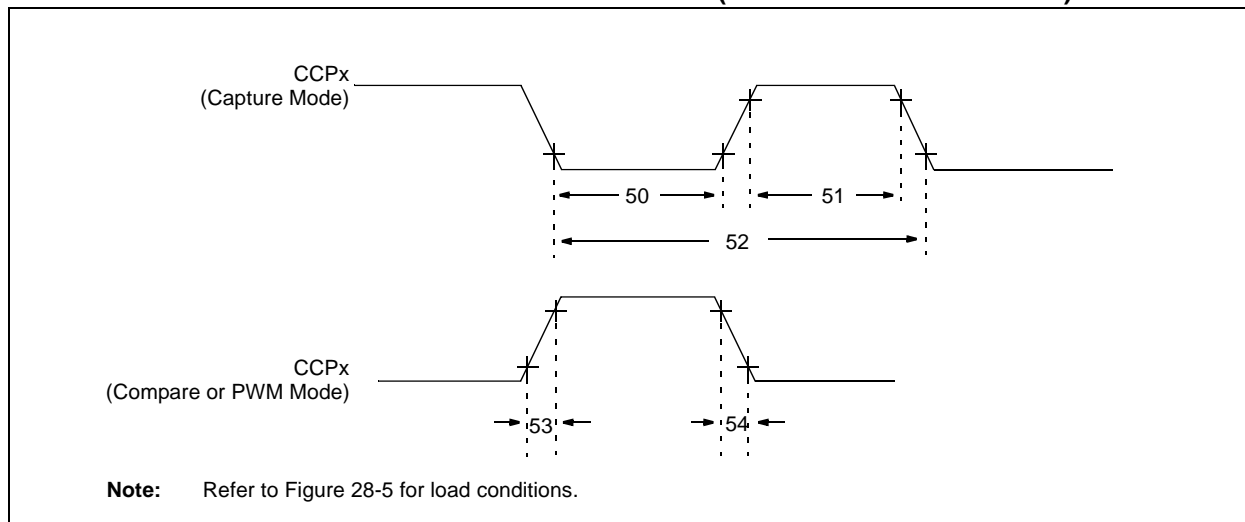 CCPx
(Capture Mode)
50
51
52
CCPx
(Compare or PWM Mode)
53
54
Note: Refer to Figure 28-5 for load conditions.